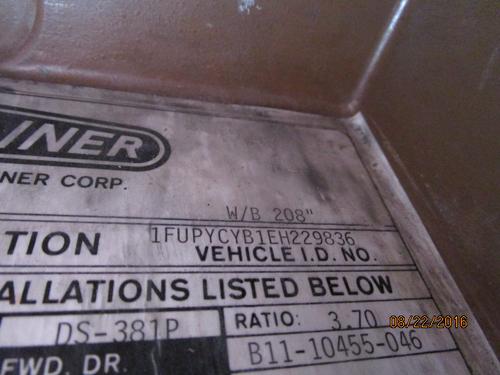 INER
NER CORP.
W/B 208"
1FUPYCYB1EH229836
TION VEHICLE I.D. NO.
ALLATIONS LISTED BELOW
DS-381P RATIO: 3.70
FWD. DR. B11-10455-046
08/22/2016